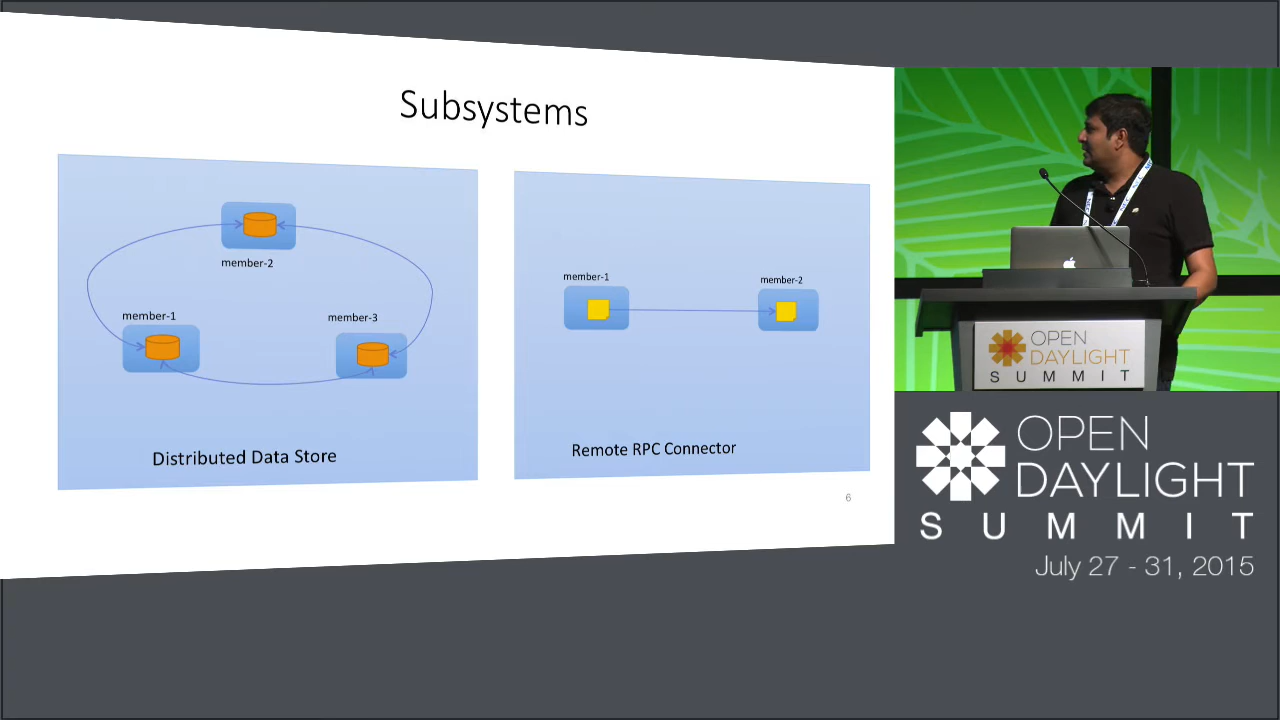 Subsystems
member-2
member-1
member-3
Distributed Data Store
member-1
member-2
Remote RPC Connector
6
OPEN
DAYLIGHT
SUMMIT
OPEN
DAYLIGHT
SUMMIT
July 27 - 31, 2015